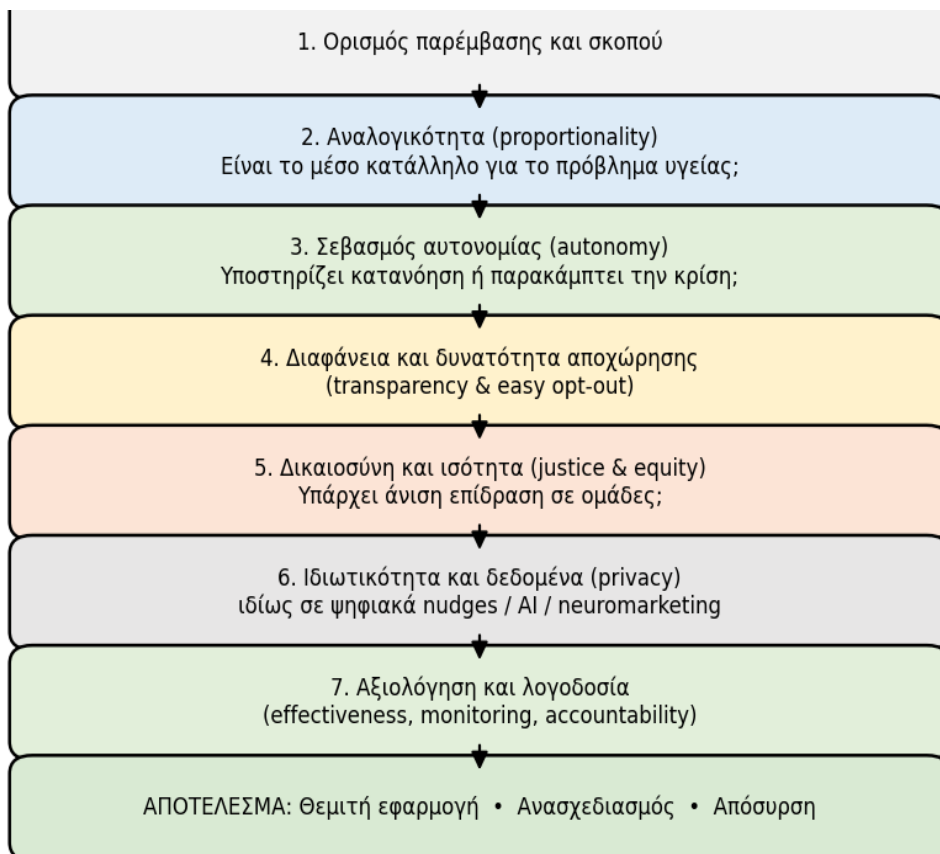 1. Ορισμός παρέμβασης και σκοπού
2. Αναλογικότητα (proportionality)
Είναι το μέσο κατάλληλο για το πρόβλημα υγείας;
3. Σεβασμός αυτονομίας (autonomy)
Υποστηρίζει κατανόηση ή παρακάμπτει την κρίση;
4. Διαφάνεια και δυνατότητα αποχώρησης
(transparency & easy opt-out)
5. Δικαιοσύνη και ισότητα (justice & equity)
Υπάρχει άνιση επίδραση σε ομάδες;
6. Ιδιωτικότητα και δεδομένα (privacy)
ιδίως σε ψηφιακά nudges / AI / neuromarketing
7. Αξιολόγηση και λογοδοσία
(effectiveness, monitoring, accountability)
ΑΠΟΤΕΛΕΣΜΑ: Θεμιτή εφαρμογή • Ανασχεδιασμός • Απόσυρση